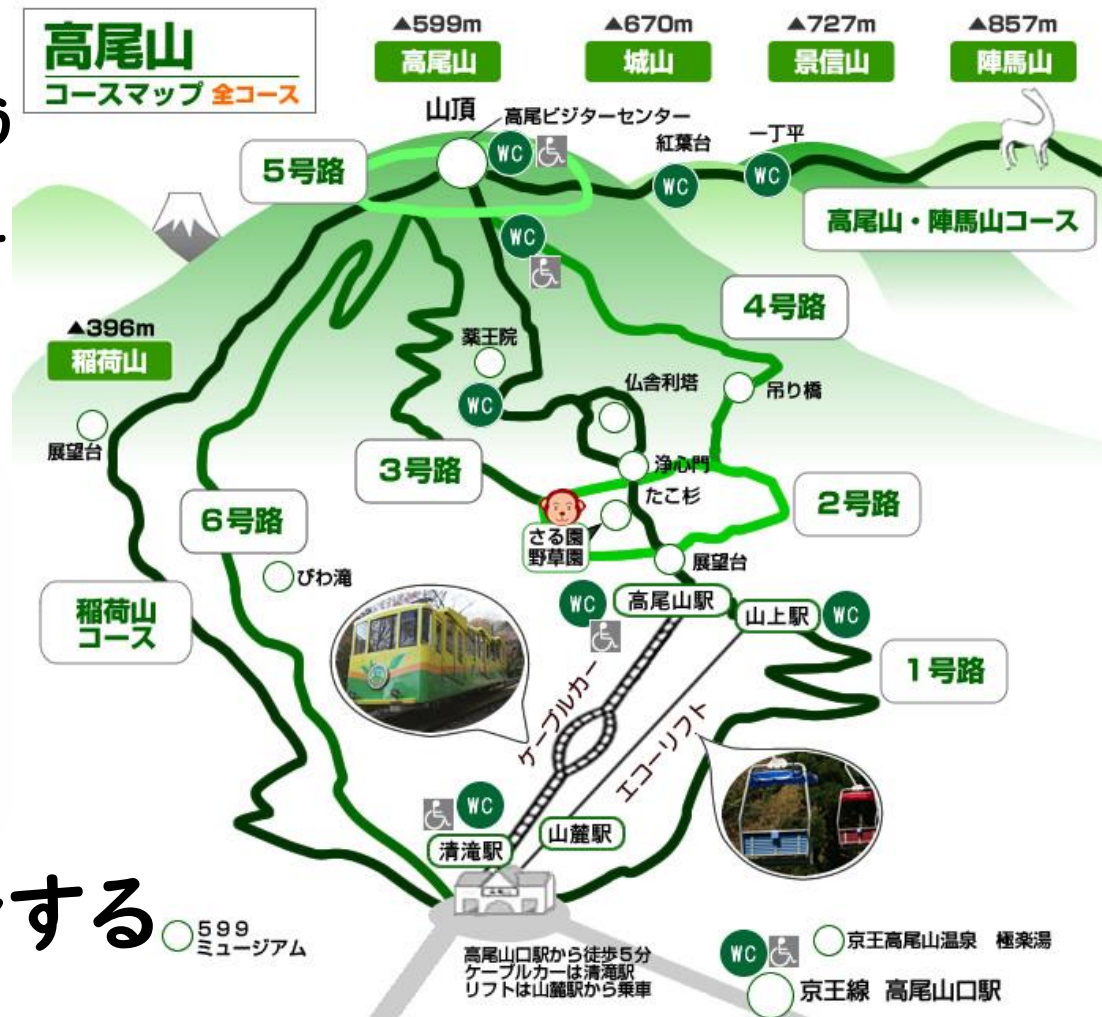 高尾山
コースマップ 全コース
▲599m
高尾山
▲670m
城山
▲727m
景信山
▲857m
陣馬山
う
山頂
高尾ビジターセンター
WC
紅葉台
WC
一丁平
WC
5号路
高尾山・陣馬山コース
WC
4号路
▲396m
稲荷山
薬王院
WC
仏舎利塔
吊り橋
展望台
3号路
浄心門
たこ杉
2号路
6号路
さる園
野草園
展望台
びわ滝
稲荷山
コース
WC
高尾山駅
山上駅
WC
1号路
ケーブルカー
エコーリフト
WC
清滝駅
山麓駅
する
599
ミュージアム
高尾山口駅から徒歩5分
ケーブルカーは清滝駅
リフトは山麓駅から乗車
WC
京王高尾山温泉 極楽湯
京王線 高尾山口駅